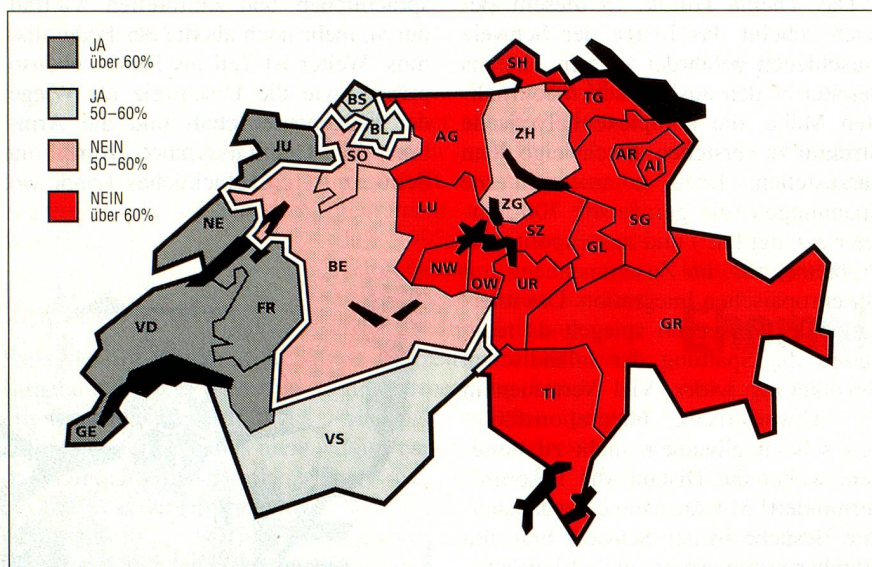 JA
über 60%
JA
50–60%
NEIN
50–60%
NEIN
über 60%
SH
BS
TG
BL
AG
ZH
JU
SO
AR
AI
ZG
LU
NE
SZ
SG
BE
GL
NW
OW
UR
FR
VD
GR
TI
GE
VS